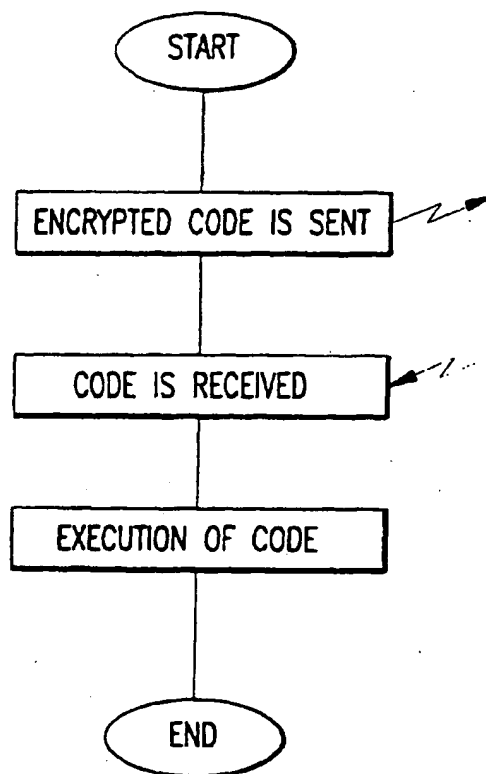 START
ENCRYPTED CODE IS SENT
CODE IS RECEIVED
EXECUTION OF CODE
END